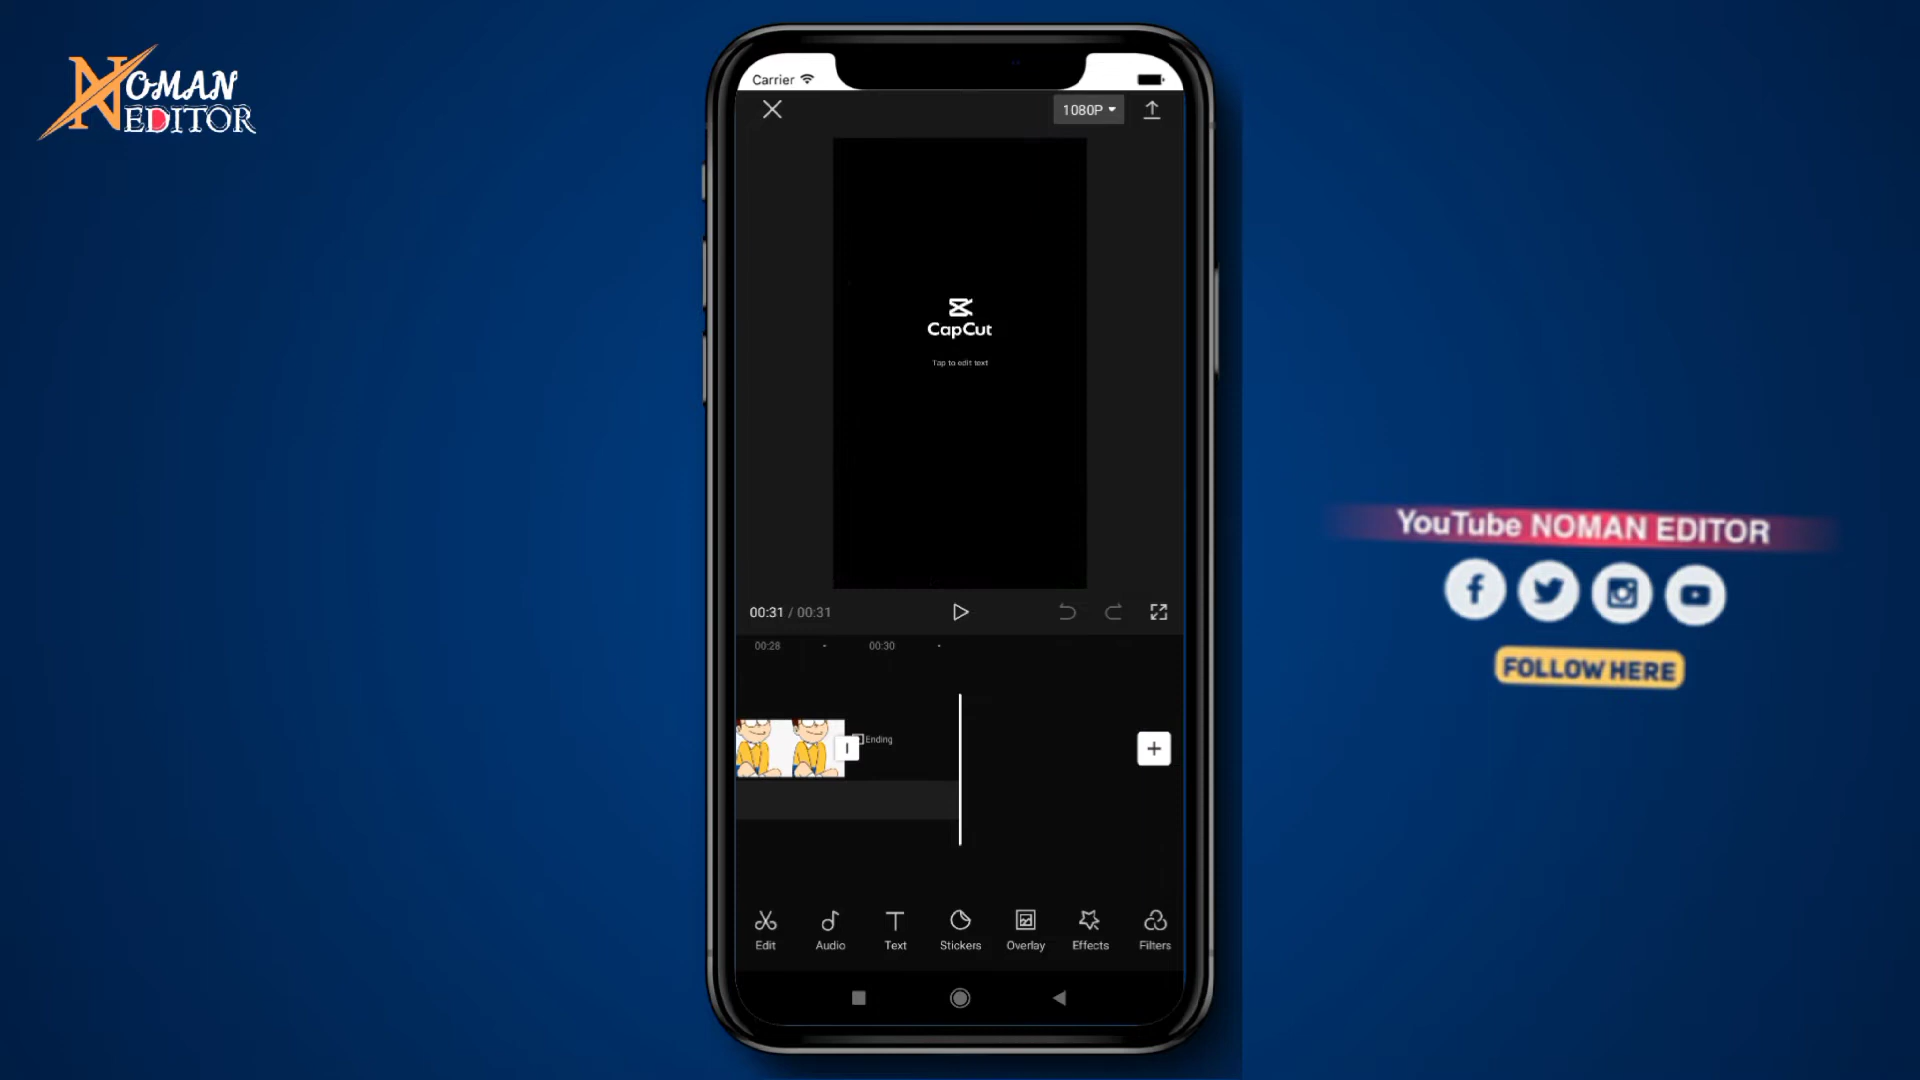 NOMAN
EDITOR
Carrier
1080P
CapCut
Tap to edit text
00:31 / 00:31
00:28
00:30
Ending
Edit
Audio
Text
Stickers
Overlay
Effects
Filters
YouTube NOMAN EDITOR
FOLLOW HERE